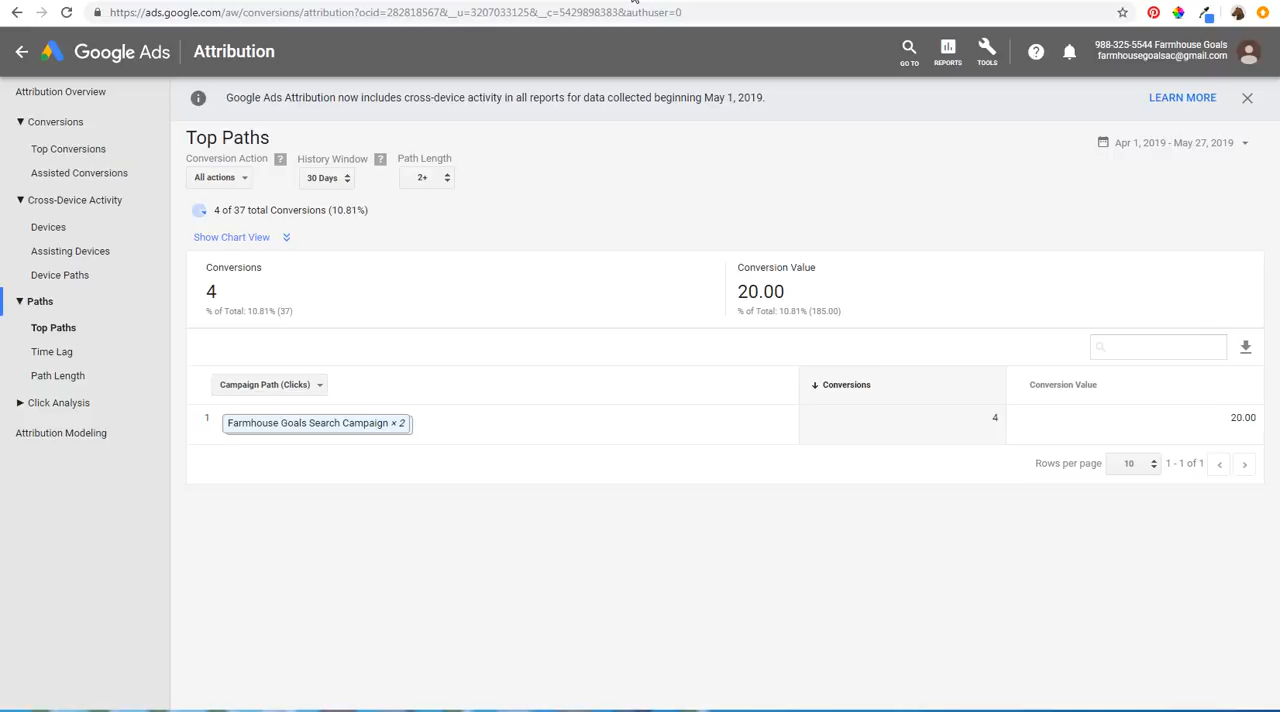 https://ads.google.com/aw/conversions/attribution?ocid=282818567&__u=3207033125&__c=5429898383&authuser=0
Google Ads Attribution
GO TO REPORTS TOOLS
988-325-5544 Farmhouse Goals
farmhousegoalsac@gmail.com
Attribution Overview
Conversions
Top Conversions
Assisted Conversions
Cross-Device Activity
Devices
Assisting Devices
Device Paths
Paths
Top Paths
Time Lag
Path Length
Click Analysis
Attribution Modeling
Google Ads Attribution now includes cross-device activity in all reports for data collected beginning May 1, 2019. LEARN MORE
Top Paths
Apr 1, 2019 - May 27, 2019
Conversion Action ? History Window ? Path Length
All actions 30 Days 2+
4 of 37 total Conversions (10.81%)
Show Chart View
Conversions Conversion Value
4 20.00
% of Total: 10.81% (37) % of Total: 10.81% (185.00)
Campaign Path (Clicks) Conversions Conversion Value
1 Farmhouse Goals Search Campaign × 2 4 20.00
Rows per page 10 1 - 1 of 1